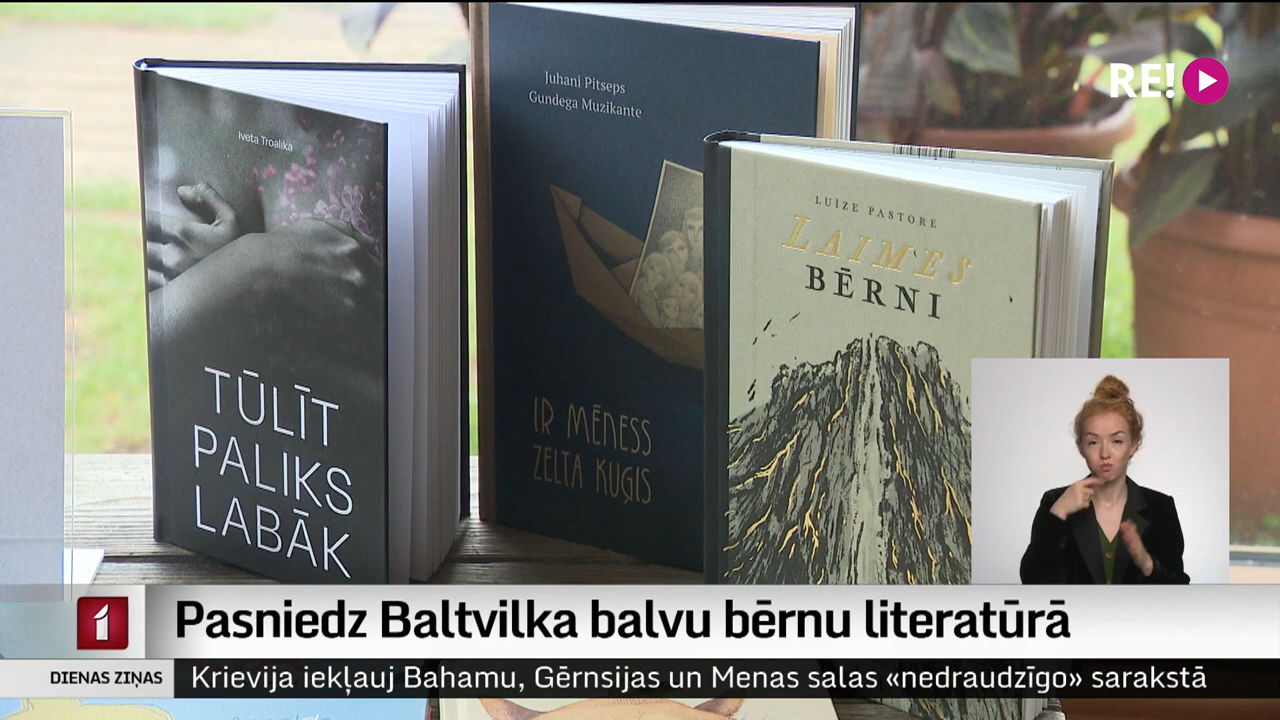 RE!
Iveta Troalika
TŪLĪT
PALIKS
LABĀK
Juhani Pitseps
Gundega Muzikante
IR MĒNESS
ZELTA KUĢIS
LUĪZE PASTORE
LAIMES
BĒRNI
1
Pasniedz Baltvilka balvu bērnu literatūrā
DIENAS ZIŅAS
Krievija iekļauj Bahamu, Gērnsijas un Menas salas «nedraudzīgo» sarakstā